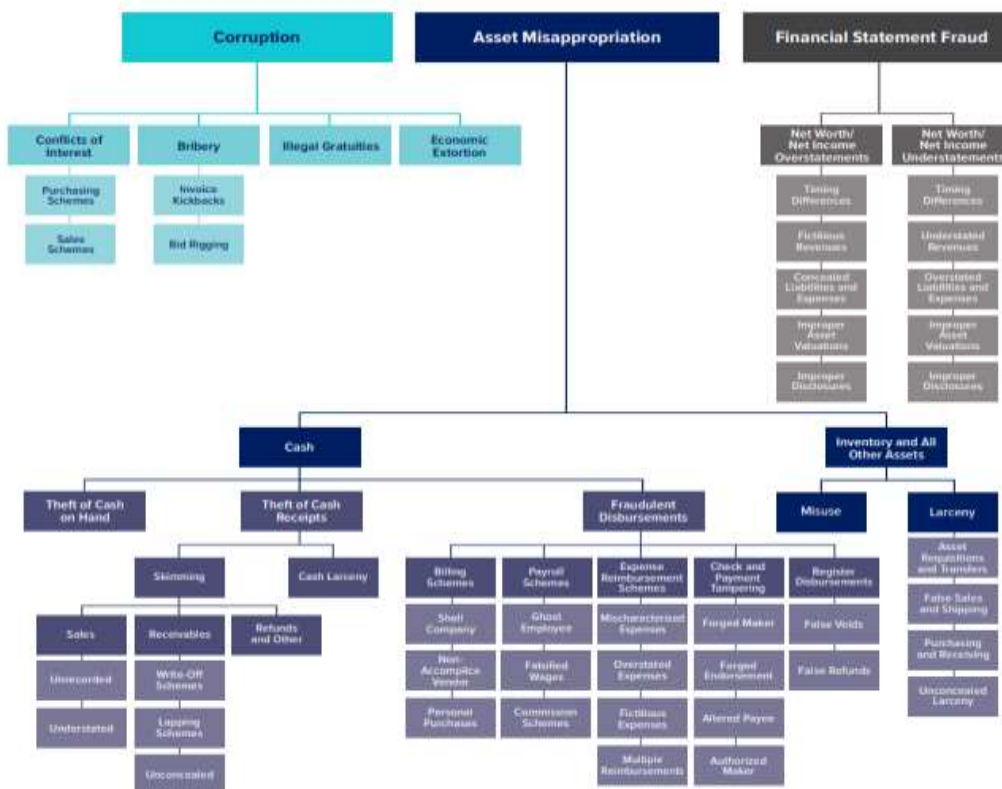 Corruption
Asset Misappropriation
Financial Statement Fraud
Conflicts of
Interest
Bribery
Illegal Gratuities
Economic
Extortion
Net Worth/
Net Income
Overstatements
Net Worth/
Net Income
Understatements
Purchasing
Schemes
Invoice
Kickbacks
Timing
Differences
Timing
Differences
Sales
Schemes
Bid Rigging
Fictitious
Revenues
Understated
Revenues
Concealed
Liabilities and
Expenses
Overstated
Liabilities and
Expenses
Improper
Asset
Valuations
Improper
Asset
Valuations
Improper
Disclosures
Improper
Disclosures
Cash
Inventory and All
Other Assets
Theft of Cash
on Hand
Theft of Cash
Receipts
Fraudulent
Disbursements
Misuse
Larceny
Skimming
Cash Larceny
Billing
Schemes
Payroll
Schemes
Expense
Reimbursement
Schemes
Check and
Payment
Tampering
Register
Disbursements
Asset
Requisitions
and Transfers
Sales
Receivables
Refunds
and Other
Shell
Company
Ghost
Employee
Mischaracterized
Expenses
Forged Maker
False Voids
False Sales
and Shipping
Unrecorded
Write-Off
Schemes
Non-
Accomplice
Vendor
Falsified
Wages
Overstated
Expenses
Forged
Endorsement
False Refunds
Purchasing
and Receiving
Understated
Lapping
Schemes
Personal
Purchases
Commission
Schemes
Fictitious
Expenses
Altered Payee
Unconcealed
Larceny
Unconcealed
Multiple
Reimbursements
Authorized
Maker